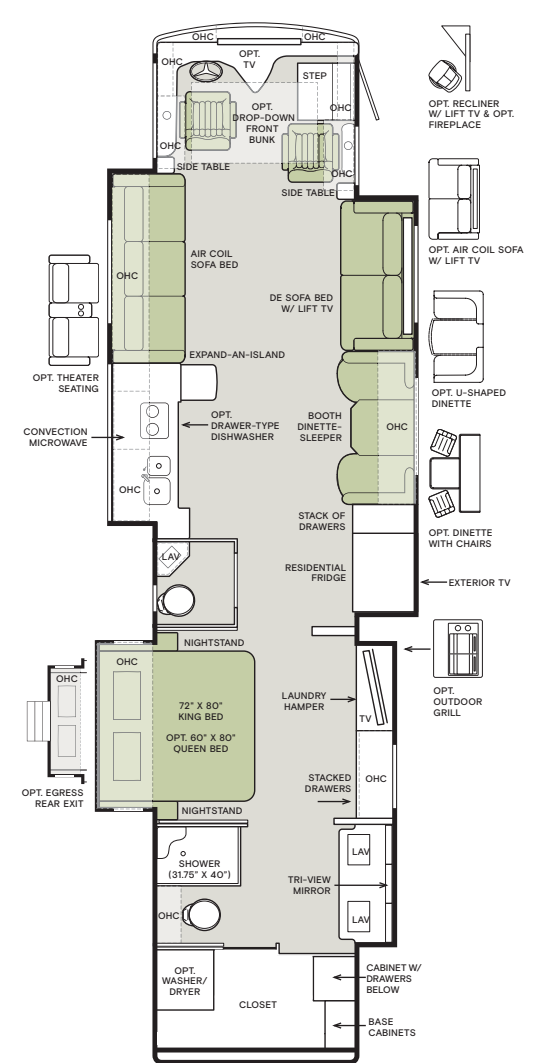 OHC
OHC
OPT.
TV
OHC
STEP
OHC
OPT.
DROP-DOWN
FRONT
BUNK
OHC
OHC
SIDE TABLE
SIDE TABLE
OPT. RECLINER
W/ LIFT TV & OPT.
FIREPLACE
OPT. AIR COIL SOFA
W/ LIFT TV
AIR COIL
SOFA BED
OHC
DE SOFA BED
W/ LIFT TV
EXPAND-AN-ISLAND
OPT. THEATER
SEATING
OPT. U-SHAPED
DINETTE
OPT.
DRAWER-TYPE
DISHWASHER
BOOTH
DINETTE-
SLEEPER
OHC
CONVECTION
MICROWAVE
OHC
STACK OF
DRAWERS
OPT. DINETTE
WITH CHAIRS
LAV
RESIDENTIAL
FRIDGE
EXTERIOR TV
NIGHTSTAND
OHC
OHC
72" X 80"
KING BED
OPT. 60" X 80"
QUEEN BED
LAUNDRY
HAMPER
TV
OPT.
OUTDOOR
GRILL
OPT. EGRESS
REAR EXIT
STACKED
DRAWERS
OHC
NIGHTSTAND
SHOWER
(31.75" X 40")
LAV
TRI-VIEW
MIRROR
OHC
LAV
OPT.
WASHER/
DRYER
CLOSET
CABINET W/
DRAWERS
BELOW
BASE
CABINETS